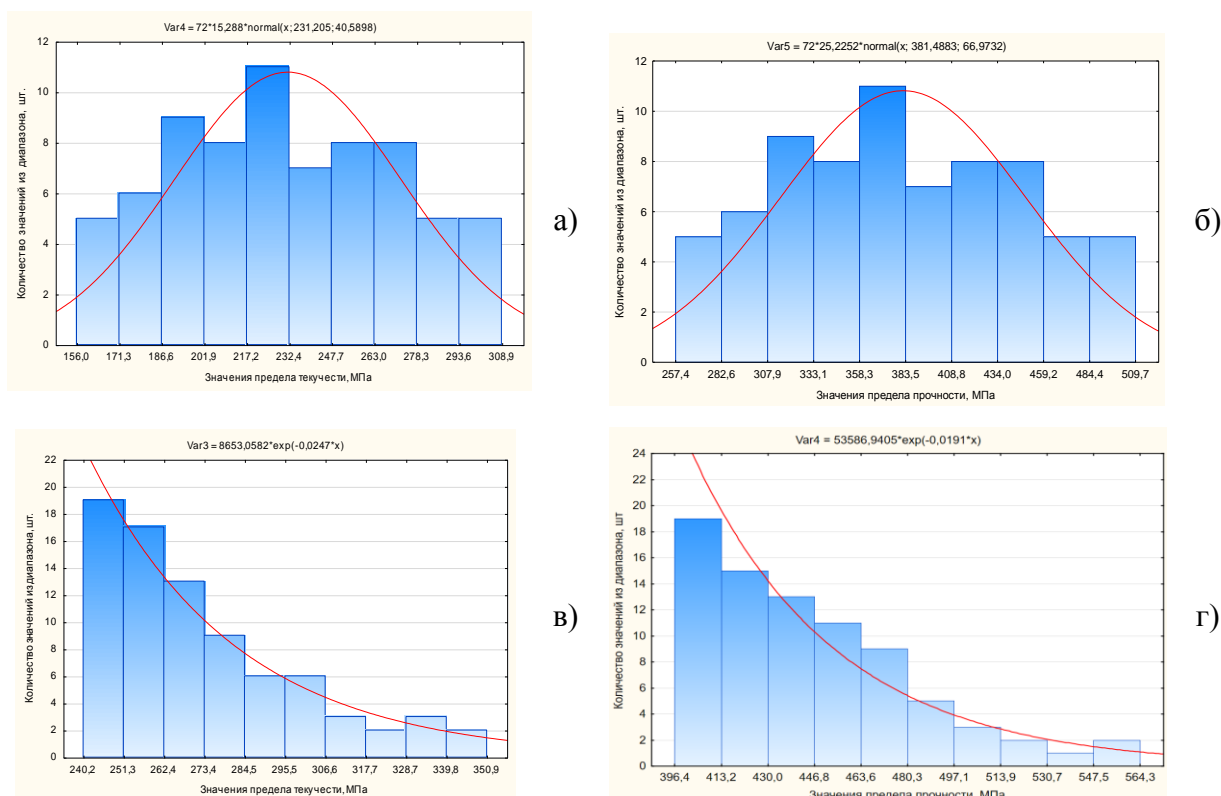 Var4 = 72*15,288*normal(x; 231,205; 40,5898)
Количество значений из диапазона, шт.
12
10
8
6
4
2
0
156,0 171,3 186,6 201,9 217,2 232,4 247,7 263,0 278,3 293,6 308,9
Значения предела текучести, МПа
а)
Var5 = 72*25,2252*normal(x; 381,4883; 66,9732)
Количество значений из диапазона, шт.
12
10
8
6
4
2
0
257,4 282,6 307,9 333,1 358,3 383,5 408,8 434,0 459,2 484,4 509,7
Значения предела прочности, МПа
б)
Var3 = 8653,0582*exp(-0,0247*x)
Количество значений из диапазона, шт.
22
20
18
16
14
12
10
8
6
4
2
0
240,2 251,3 262,4 273,4 284,5 295,5 306,6 317,7 328,7 339,8 350,9
Значения предела текучести, МПа
в)
Var4 = 53586,9405*exp(-0,0191*x)
Количество значений из диапазона, шт
24
22
20
18
16
14
12
10
8
6
4
2
0
396,4 413,2 430,0 446,8 463,6 480,3 497,1 513,9 530,7 547,5 564,3
Значения предела прочности, МПа
г)